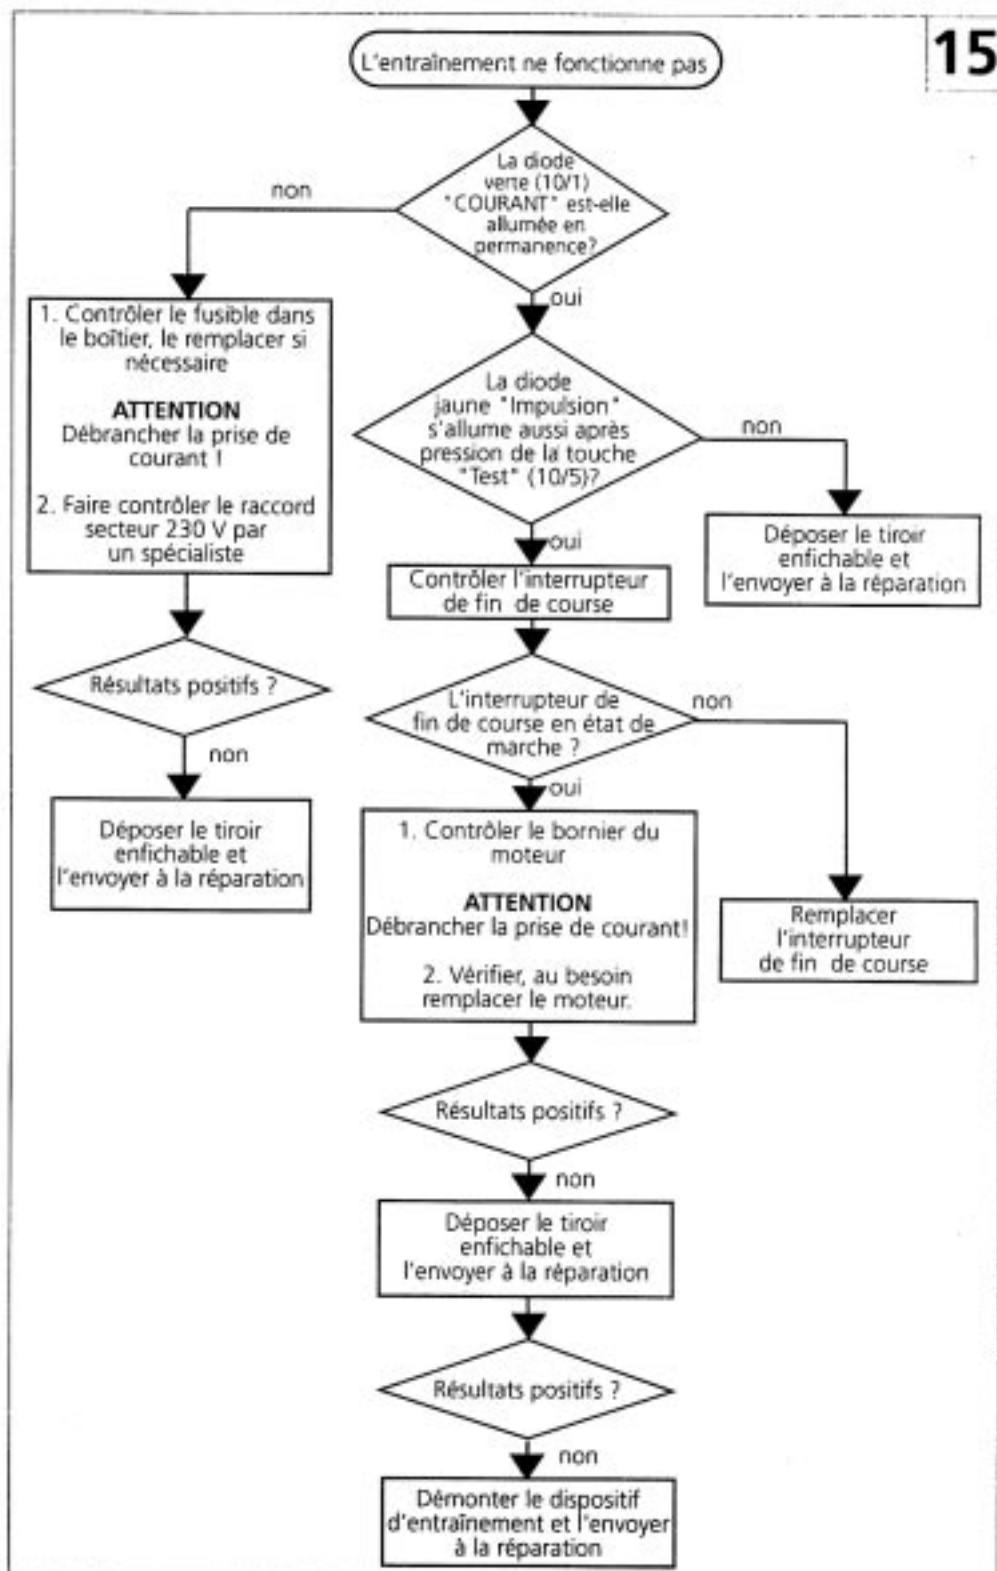 15
L'entraînement ne fonctionne pas
La diode
verte (10/1)
"COURANT" est-elle
allumée en
permanence?
non
oui
1. Contrôler le fusible dans
le boîtier, le remplacer si
nécessaire
ATTENTION
Débrancher la prise de
courant !
2. Faire contrôler le raccord
secteur 230 V par
un spécialiste
Résultats positifs ?
non
Déposer le tiroir
enfichable et
l'envoyer à la réparation
La diode
jaune "Impulsion"
s'allume aussi après
pression de la touche
"Test" (10/5)?
non
Déposer le tiroir
enfichable et
l'envoyer à la réparation
oui
Contrôler l'interrupteur
de fin de course
L'interrupteur de
fin de course en état de
marche ?
non
Remplacer
l'interrupteur
de fin de course
oui
1. Contrôler le bornier du
moteur
ATTENTION
Débrancher la prise de courant!
2. Vérifier, au besoin
remplacer le moteur.
Résultats positifs ?
non
Déposer le tiroir
enfichable et
l'envoyer à la réparation
Résultats positifs ?
non
Démonter le dispositif
d'entraînement et l'envoyer
à la réparation